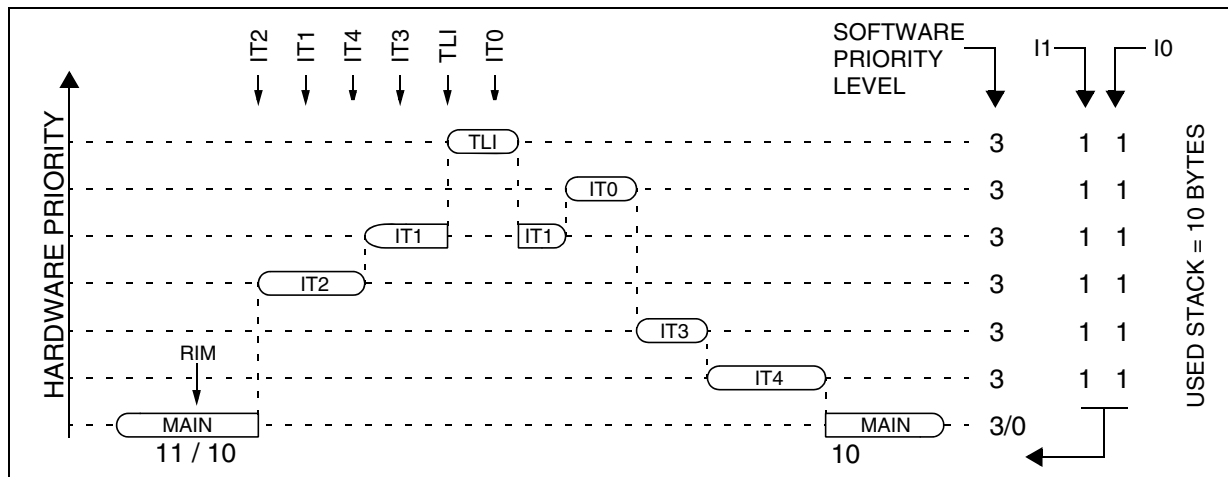 IT2
IT1
IT4
IT3
TLI
IT0
SOFTWARE
PRIORITY
LEVEL
I1
I0
HARDWARE PRIORITY
TLI
3
1 1
IT0
3
1 1
IT1
IT1
3
1 1
IT2
3
1 1
IT3
3
1 1
RIM
IT4
3
1 1
MAIN
MAIN
3/0
11 / 10
10
USED STACK = 10 BYTES